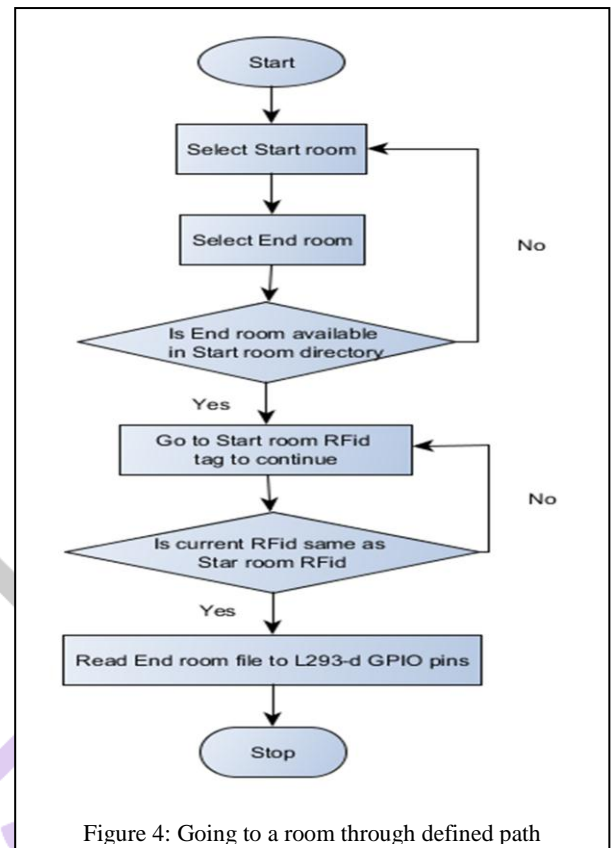 Start
Select Start room
Select End room
No
Is End room available
in Start room directory
Yes
Go to Start room RFid
tag to continue
No
Is current RFid same as
Star room RFid
Yes
Read End room file to L293-d GPIO pins
Stop
Figure 4: Going to a room through defined path